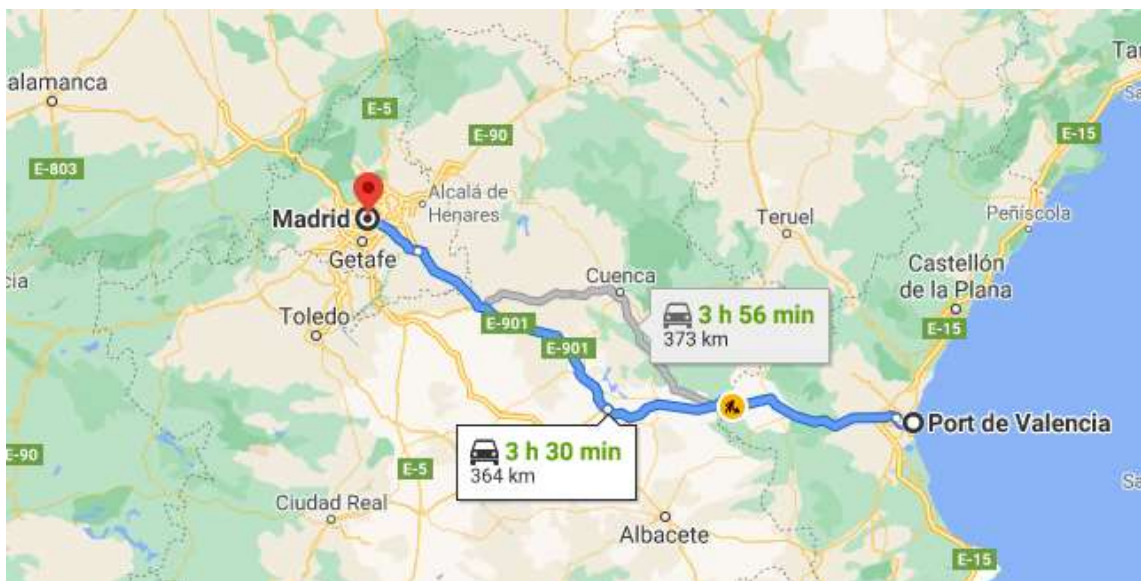 alamanca
E-803
E-5
E-90
Alcalá de
Henares
Madrid
Getafe
Toledo
cia
E-901
E-901
Cuenca
3 h 56 min
373 km
Teruel
Tar
Sa
E-15
Peñíscola
Castellón
de la Plana
E-15
Port de Valencia
3 h 30 min
364 km
E-90
E-5
Ciudad Real
Albacete
Sa
E-15